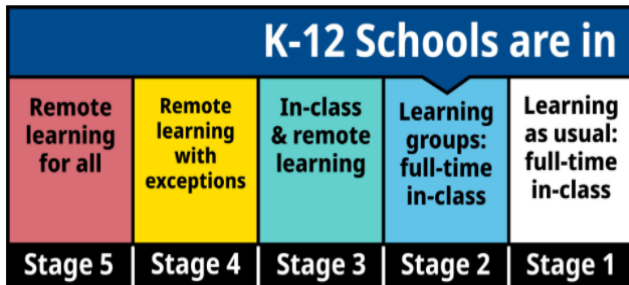 K-12 Schools are in
Remote
learning
for all
Remote
learning
with
exceptions
In-class
& remote
learning
Learning
groups:
full-time
in-class
Learning
as usual:
full-time
in-class
Stage 5
Stage 4
Stage 3
Stage 2
Stage 1